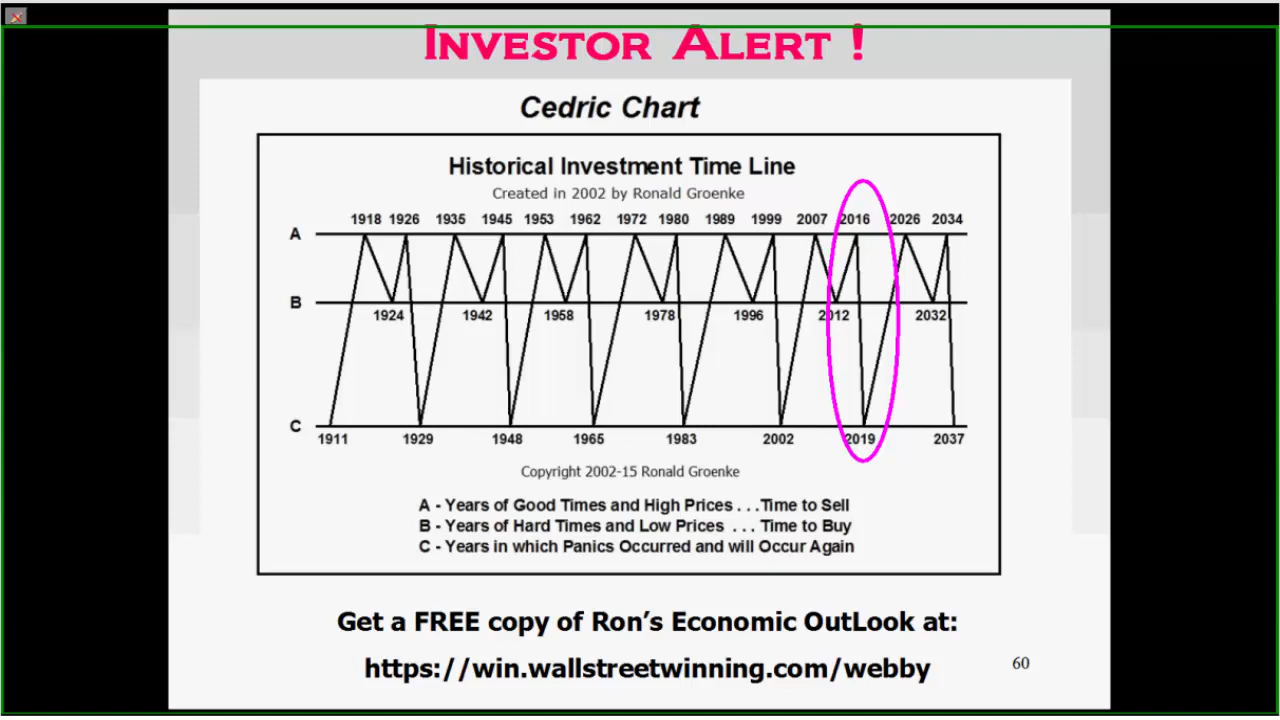 INVESTOR ALERT !
Cedric Chart
Historical Investment Time Line
Created in 2002 by Ronald Groenke
1918 1926 1935 1945 1953 1962 1972 1980 1989 1999 2007 2016 2026 2034
A
B
1924 1942 1958 1978 1996 2012 2032
C
1911 1929 1948 1965 1983 2002 2019 2037
Copyright 2002-15 Ronald Groenke
A - Years of Good Times and High Prices . . . Time to Sell
B - Years of Hard Times and Low Prices . . . Time to Buy
C - Years in which Panics Occurred and will Occur Again
Get a FREE copy of Ron's Economic OutLook at:
https://win.wallstreetwinning.com/webby
60